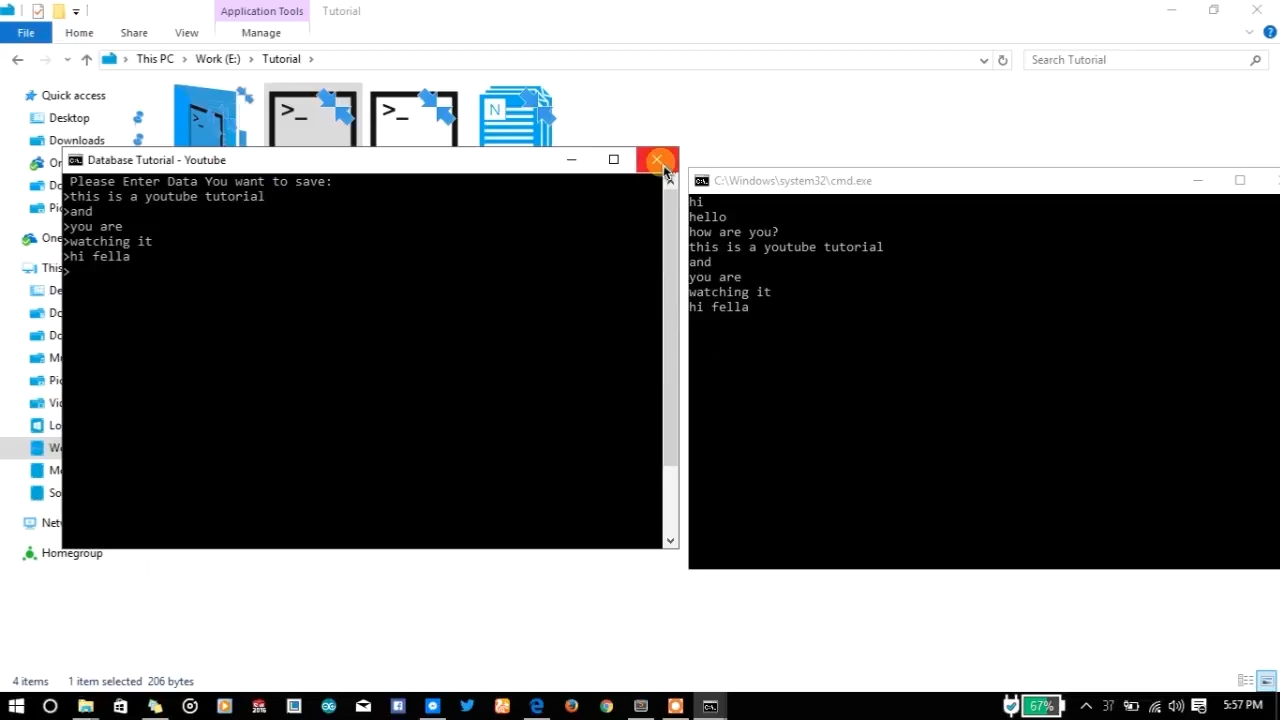 Application Tools
Tutorial
File
Home
Share
View
Manage
This PC
Work (E:)
Tutorial
Search Tutorial
Quick access
Desktop
Downloads
N
Database Tutorial - Youtube
Please Enter Data You want to save:
>this is a youtube tutorial
>and
>you are
>watching it
>hi fella
>
C:\Windows\system32\cmd.exe
hi
hello
how are you?
this is a youtube tutorial
and
you are
watching it
hi fella
Homegroup
4 items
1 item selected 206 bytes
67%
37
5:57 PM